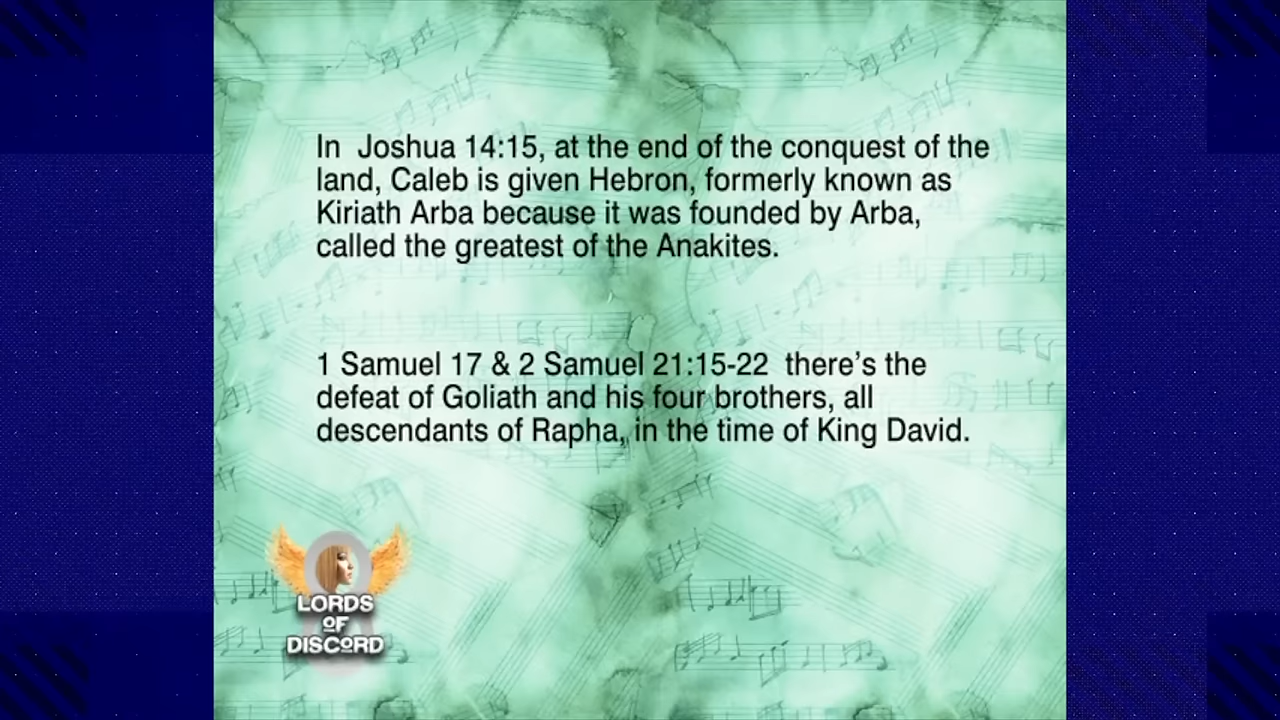 In  Joshua 14:15, at the end of the conquest of the
land, Caleb is given Hebron, formerly known as
Kiriath Arba because it was founded by Arba,
called the greatest of the Anakites.
1 Samuel 17 & 2 Samuel 21:15-22  there's the
defeat of Goliath and his four brothers, all
descendants of Rapha, in the time of King David.
LORDS
OF
DISCORD